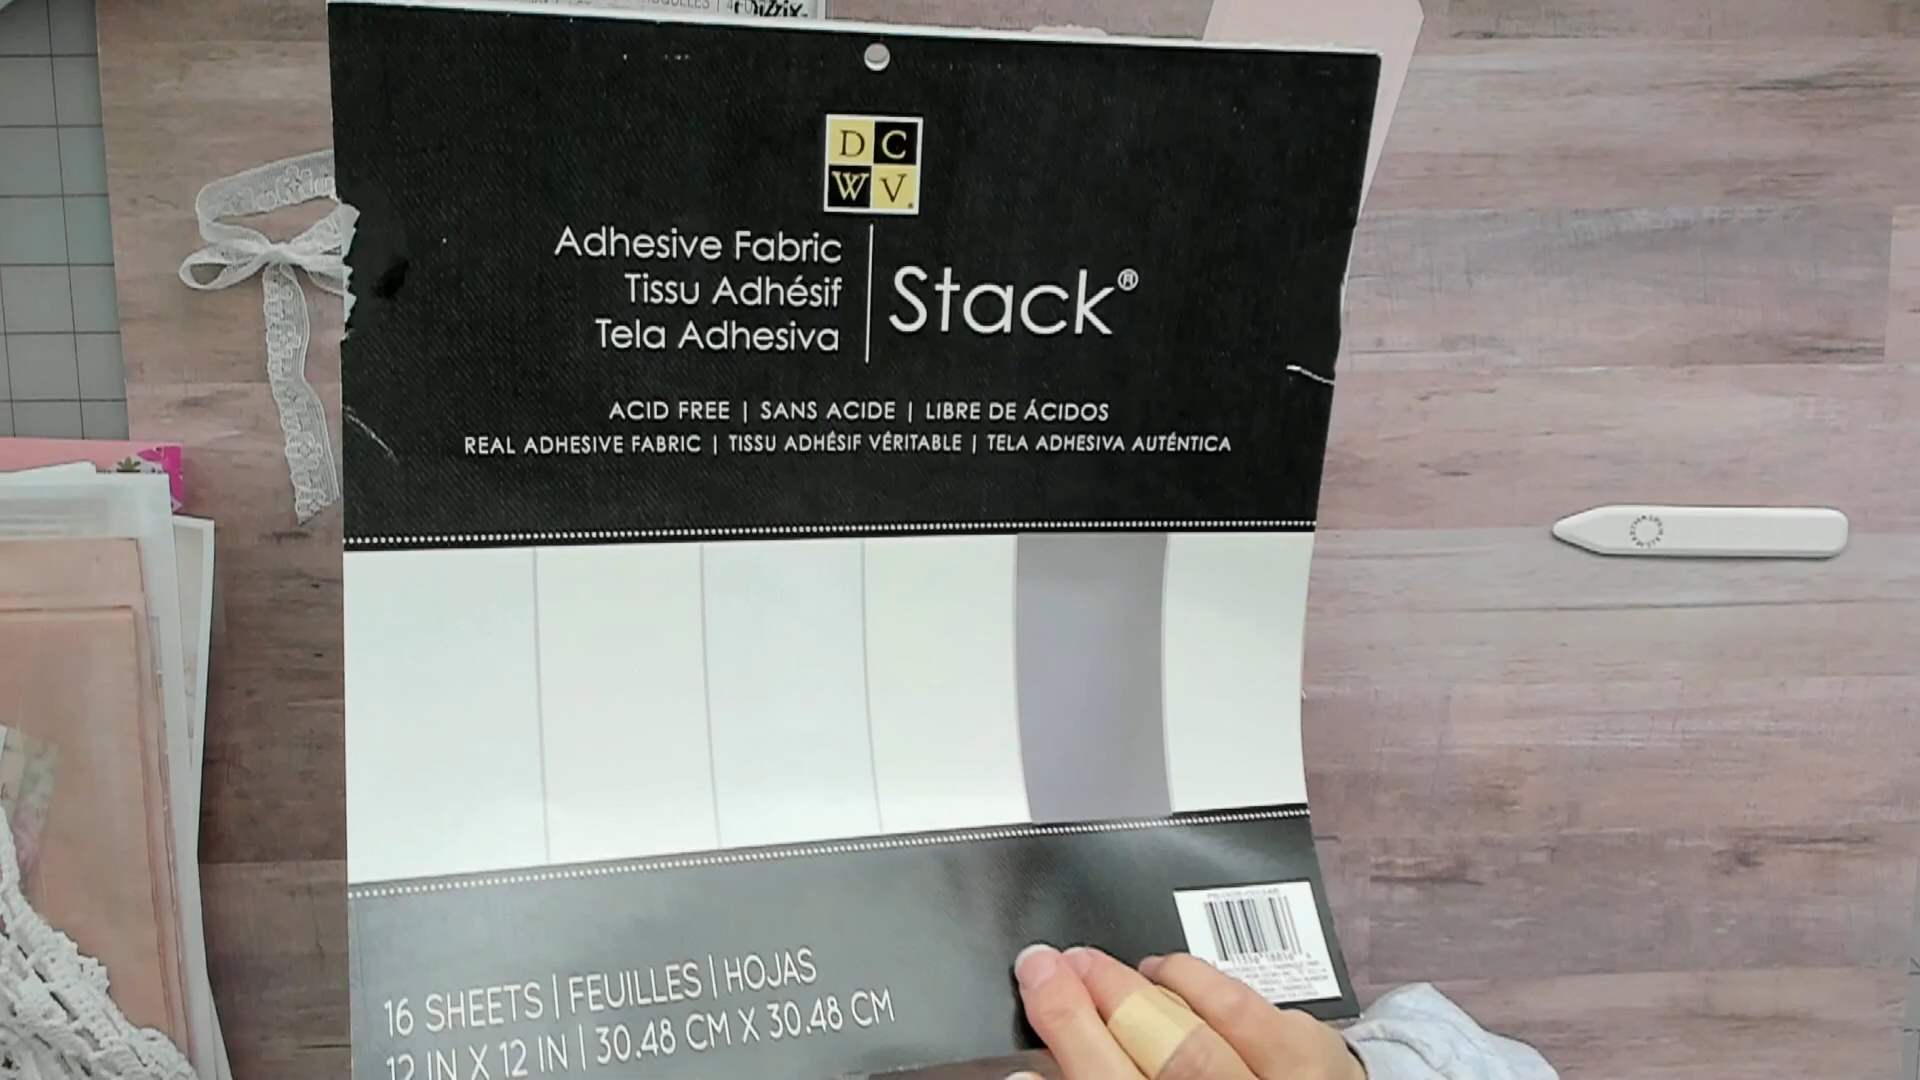 D C
W V
Adhesive Fabric
Tissu Adhésif
Tela Adhesiva
Stack®
ACID FREE | SANS ACIDE | LIBRE DE ÁCIDOS
REAL ADHESIVE FABRIC | TISSU ADHÉSIF VÉRITABLE | TELA ADHESIVA AUTÉNTICA
16 SHEETS | FEUILLES | HOJAS
12 IN X 12 IN | 30.48 CM X 30.48 CM